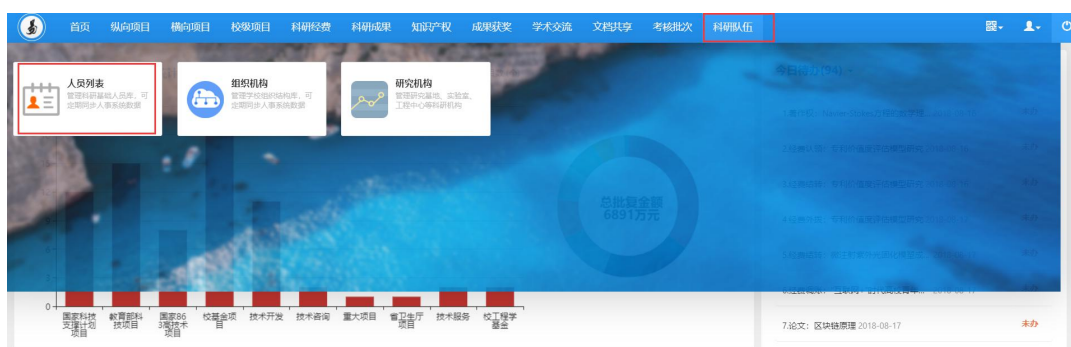 首页 纵向项目 横向项目 校级项目 科研经费 科研成果 知识产权 成果获奖 学术交流 文档共享 考核批次 科研队伍
人员列表
管理科研基础人员库，可
定期同步人事系统数据
组织机构
管理学校组织结构库，可
定期同步人事系统数据
研究机构
管理研究基地、实验室、
工程中心等科研机构
今日待办(94)
总批复金额
6891万元
0
国家科技
支撑计划
项目
教育部科
技项目
国家86
3高技术
项目
校基金项
目
技术开发
技术咨询
重大项目
省卫生厅
项目
技术服务
校工程学
基金
7.论文：区块链原理 2018-08-17 未办